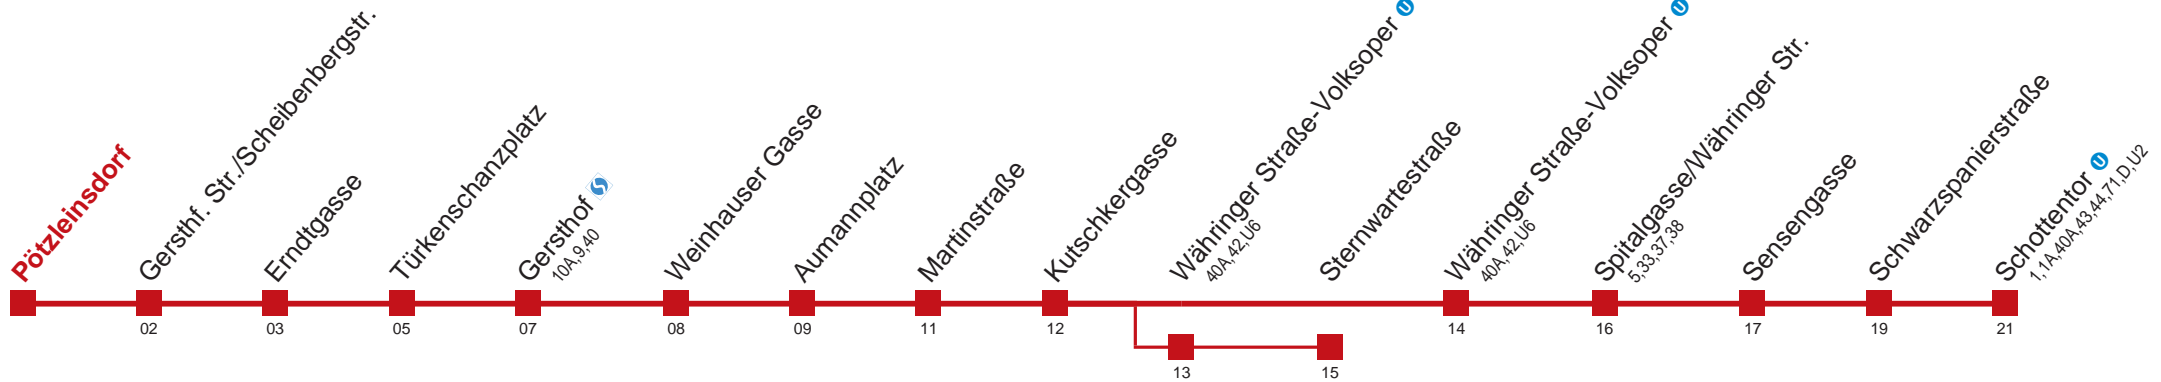 Pötzleinsdorf
Gersthf. Str./Scheibenbergstr.
02
Erndtgasse
03
Türkenschanzplatz
05
Gersthof
10A,9,40
07
Weinhauser Gasse
08
Aumannplatz
09
Martinstraße
11
Kutschkergasse
12
Währinger Straße-Volksoper U
40A,42,U6
13
Sternwartestraße
15
Währinger Straße-Volksoper U
40A,42,U6
14
Spitalgasse/Währinger Str.
5,33,37,38
16
Sensengasse
17
Schwarzspanierstraße
19
Schottentor U
1,1A,40A,43,44,71,D,U2
21